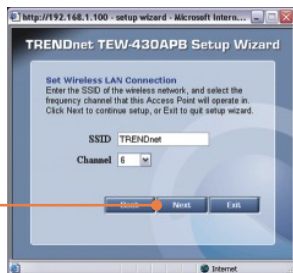 http://192.168.1.100 - setup wizard - Microsoft Intern...
TRENDnet TEW-430APB Setup Wizard
Set Wireless LAN Connection
Enter the SSID of the wireless network, and select the
frequency channel that this Access Point will operate in.
Click Next to continue setup, or Exit to quit setup wizard.
SSID TRENDnet
Channel 6
Back Next Exit
Internet